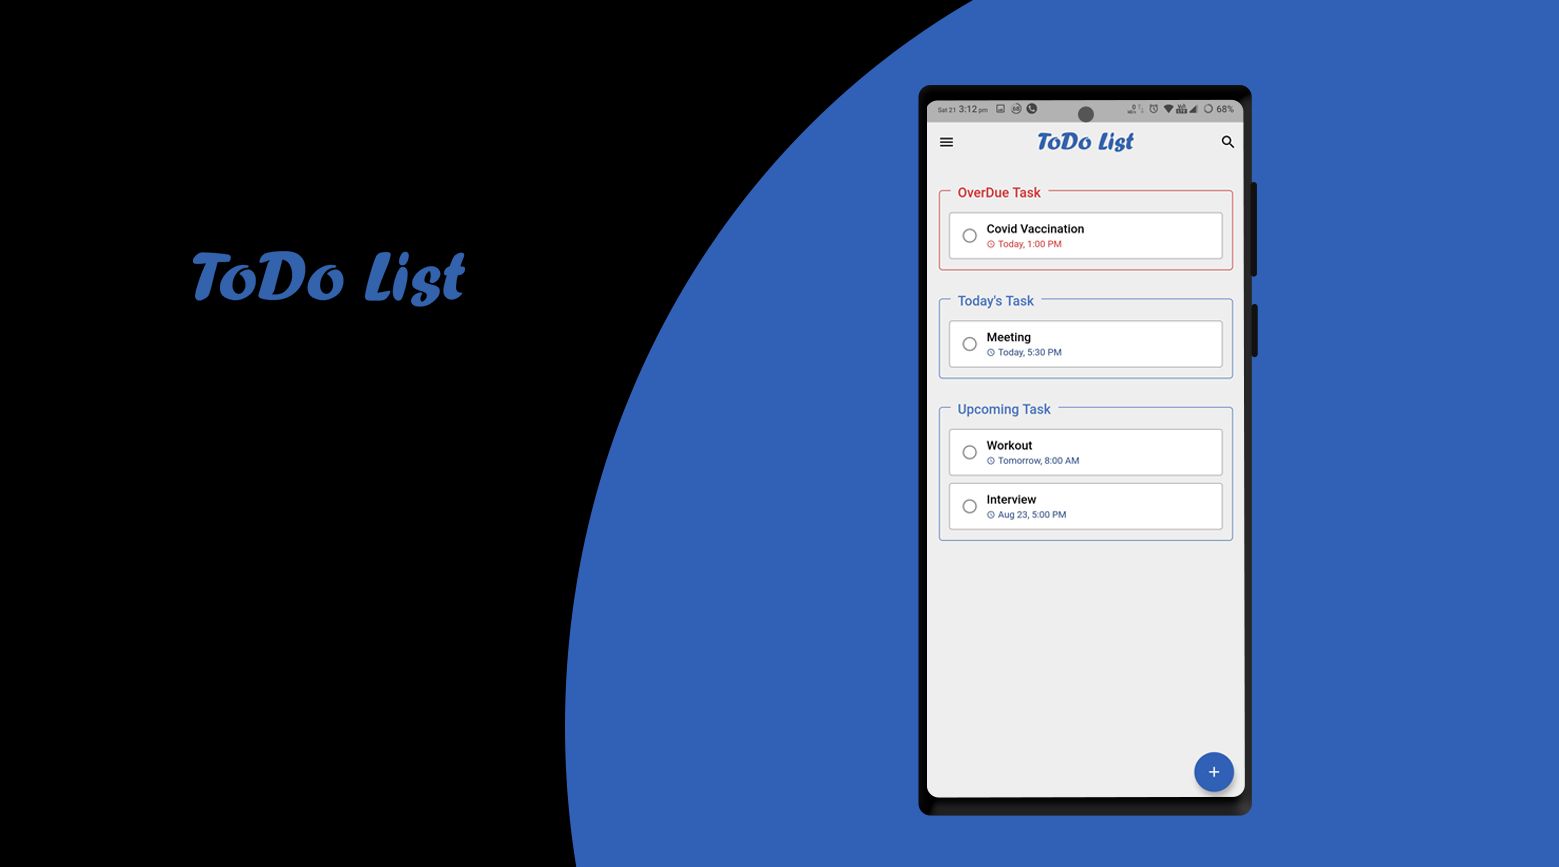 ToDo List
Sat 21 3:12 pm 68%
ToDo List
OverDue Task
Covid Vaccination
Today, 1:00 PM
Today's Task
Meeting
Today, 5:30 PM
Upcoming Task
Workout
Tomorrow, 8:00 AM
Interview
Aug 23, 5:00 PM
+